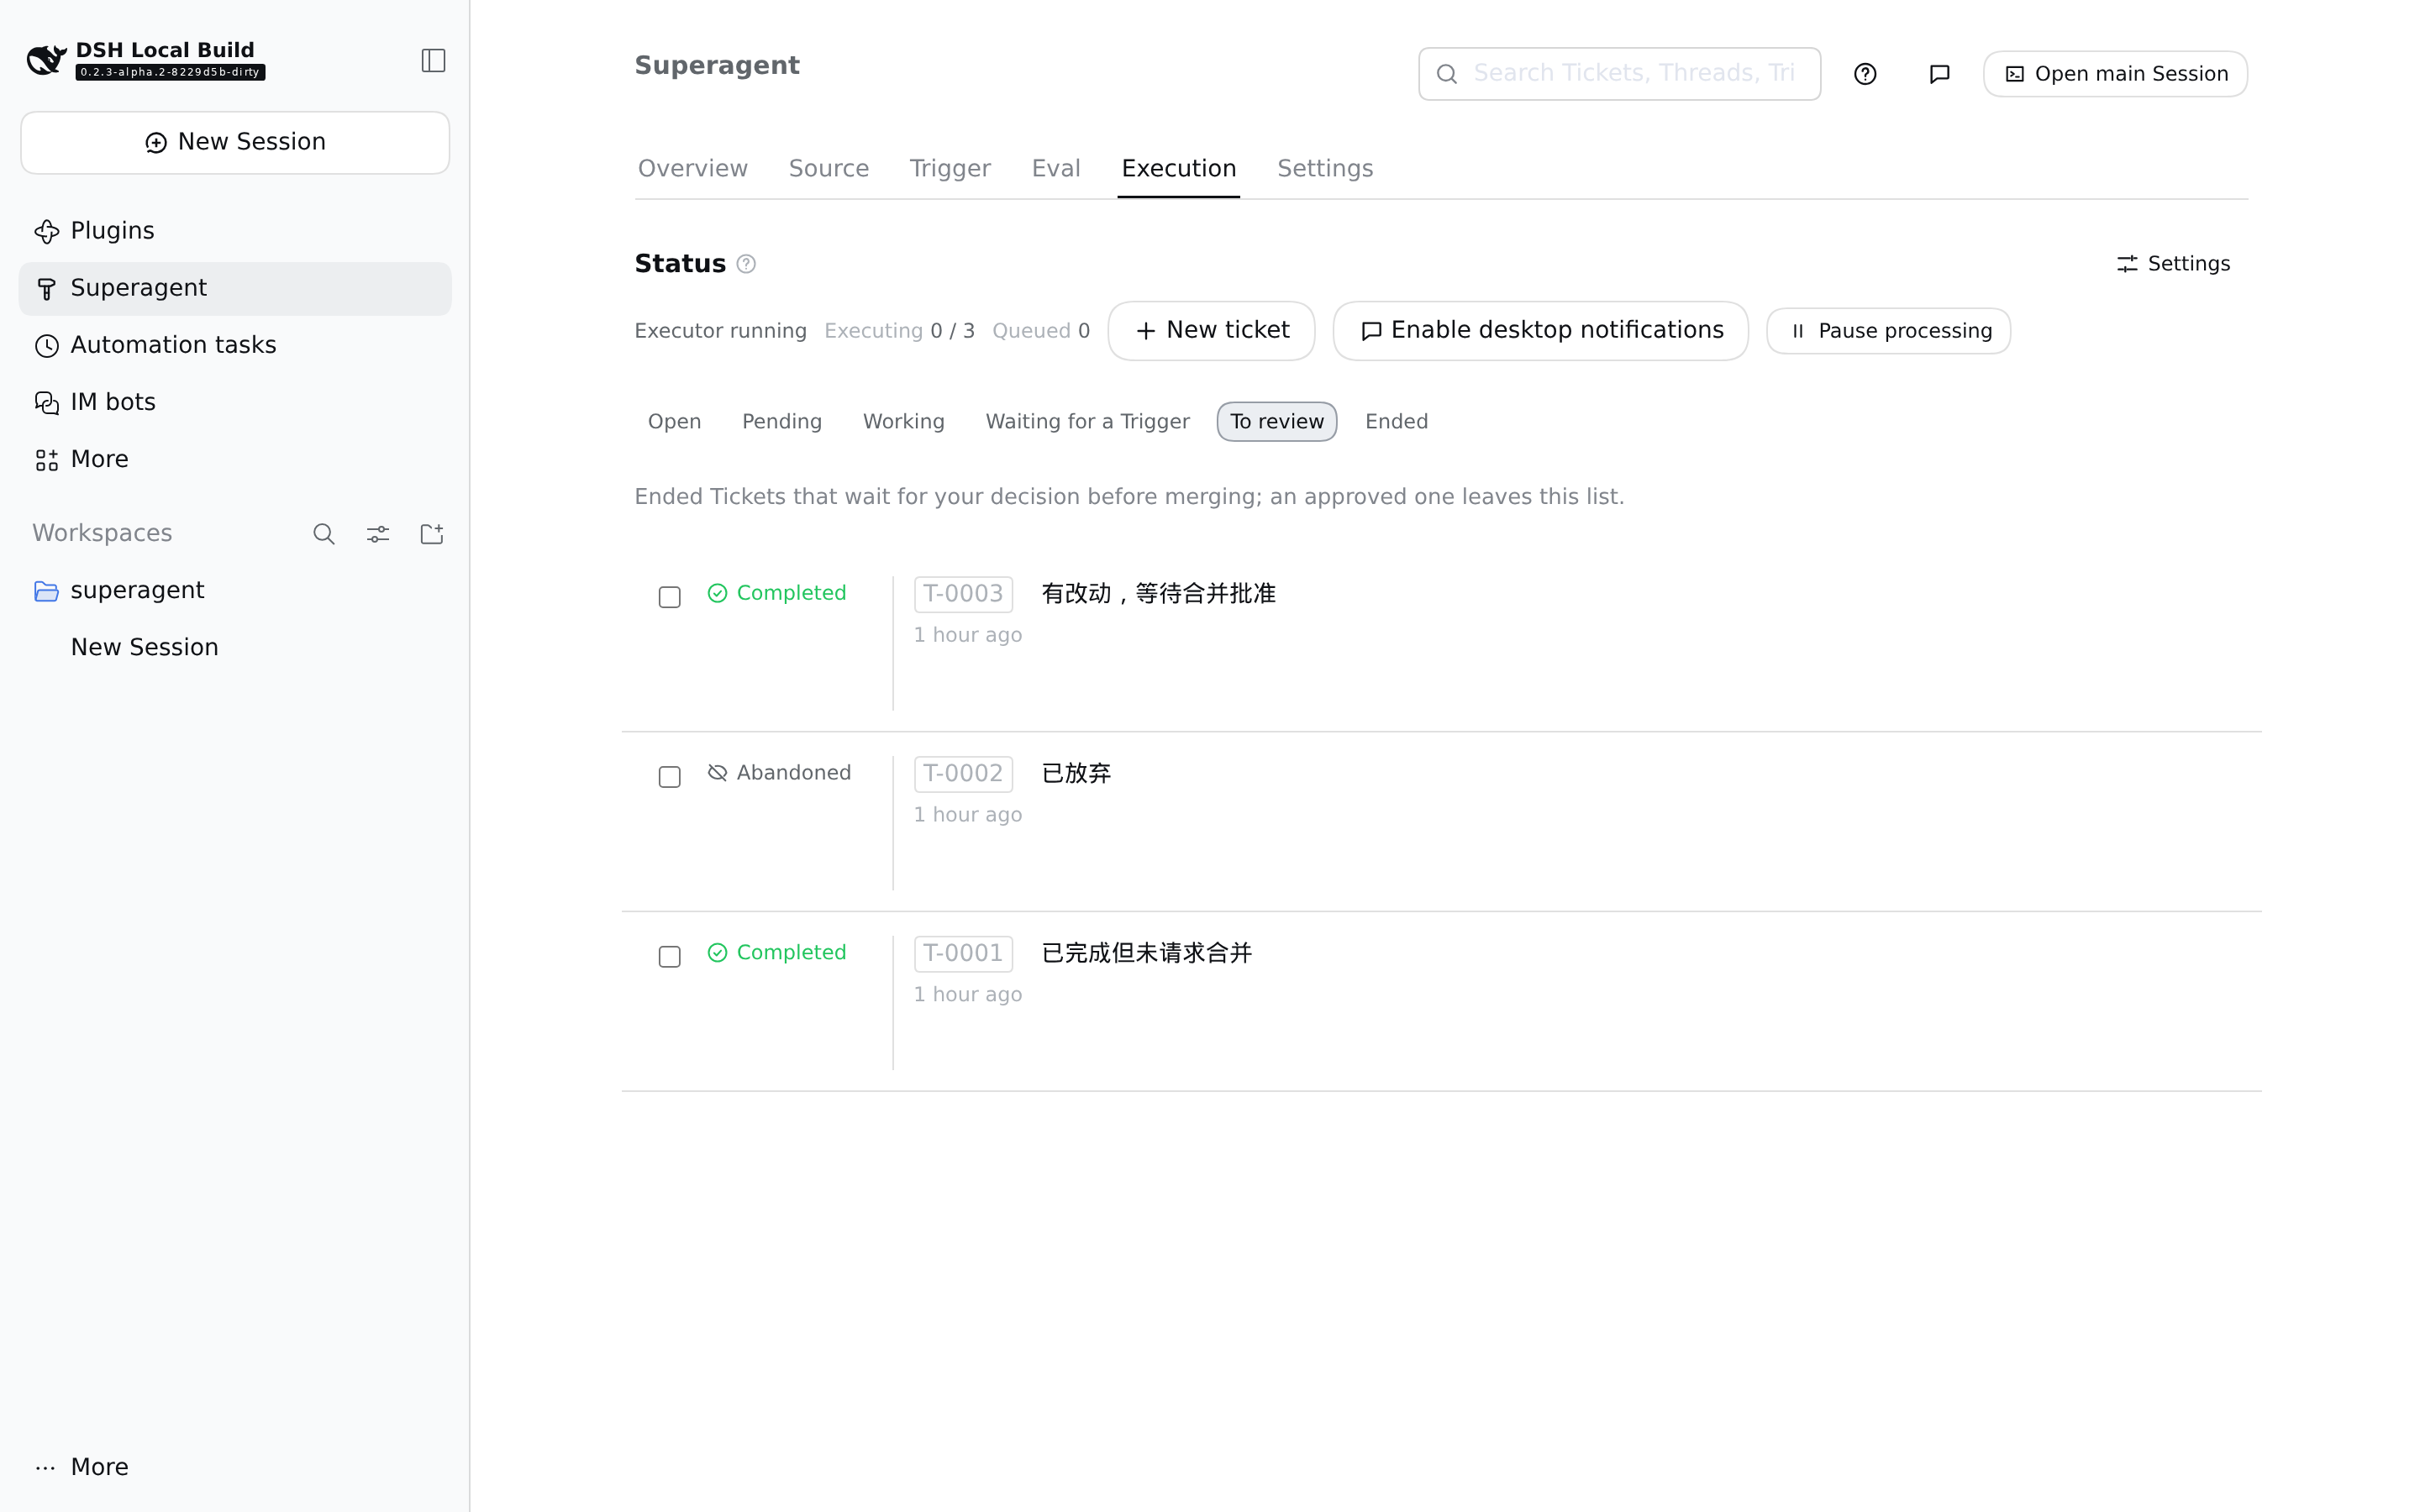 DSH Local Build
0.2.3-alpha.2-8229d5b-dirty
New Session
Plugins
Superagent
Automation tasks
IM bots
More
Workspaces
superagent
New Session
More
Superagent
Search Tickets, Threads, Tri
Open main Session
Overview Source Trigger Eval Execution Settings
Status
Settings
Executor running Executing 0 / 3 Queued 0 New ticket Enable desktop notifications Pause processing
Open Pending Working Waiting for a Trigger To review Ended
Ended Tickets that wait for your decision before merging; an approved one leaves this list.
Completed T-0003 有改动，等待合并批准
1 hour ago
Abandoned T-0002 已放弃
1 hour ago
Completed T-0001 已完成但未请求合并
1 hour ago